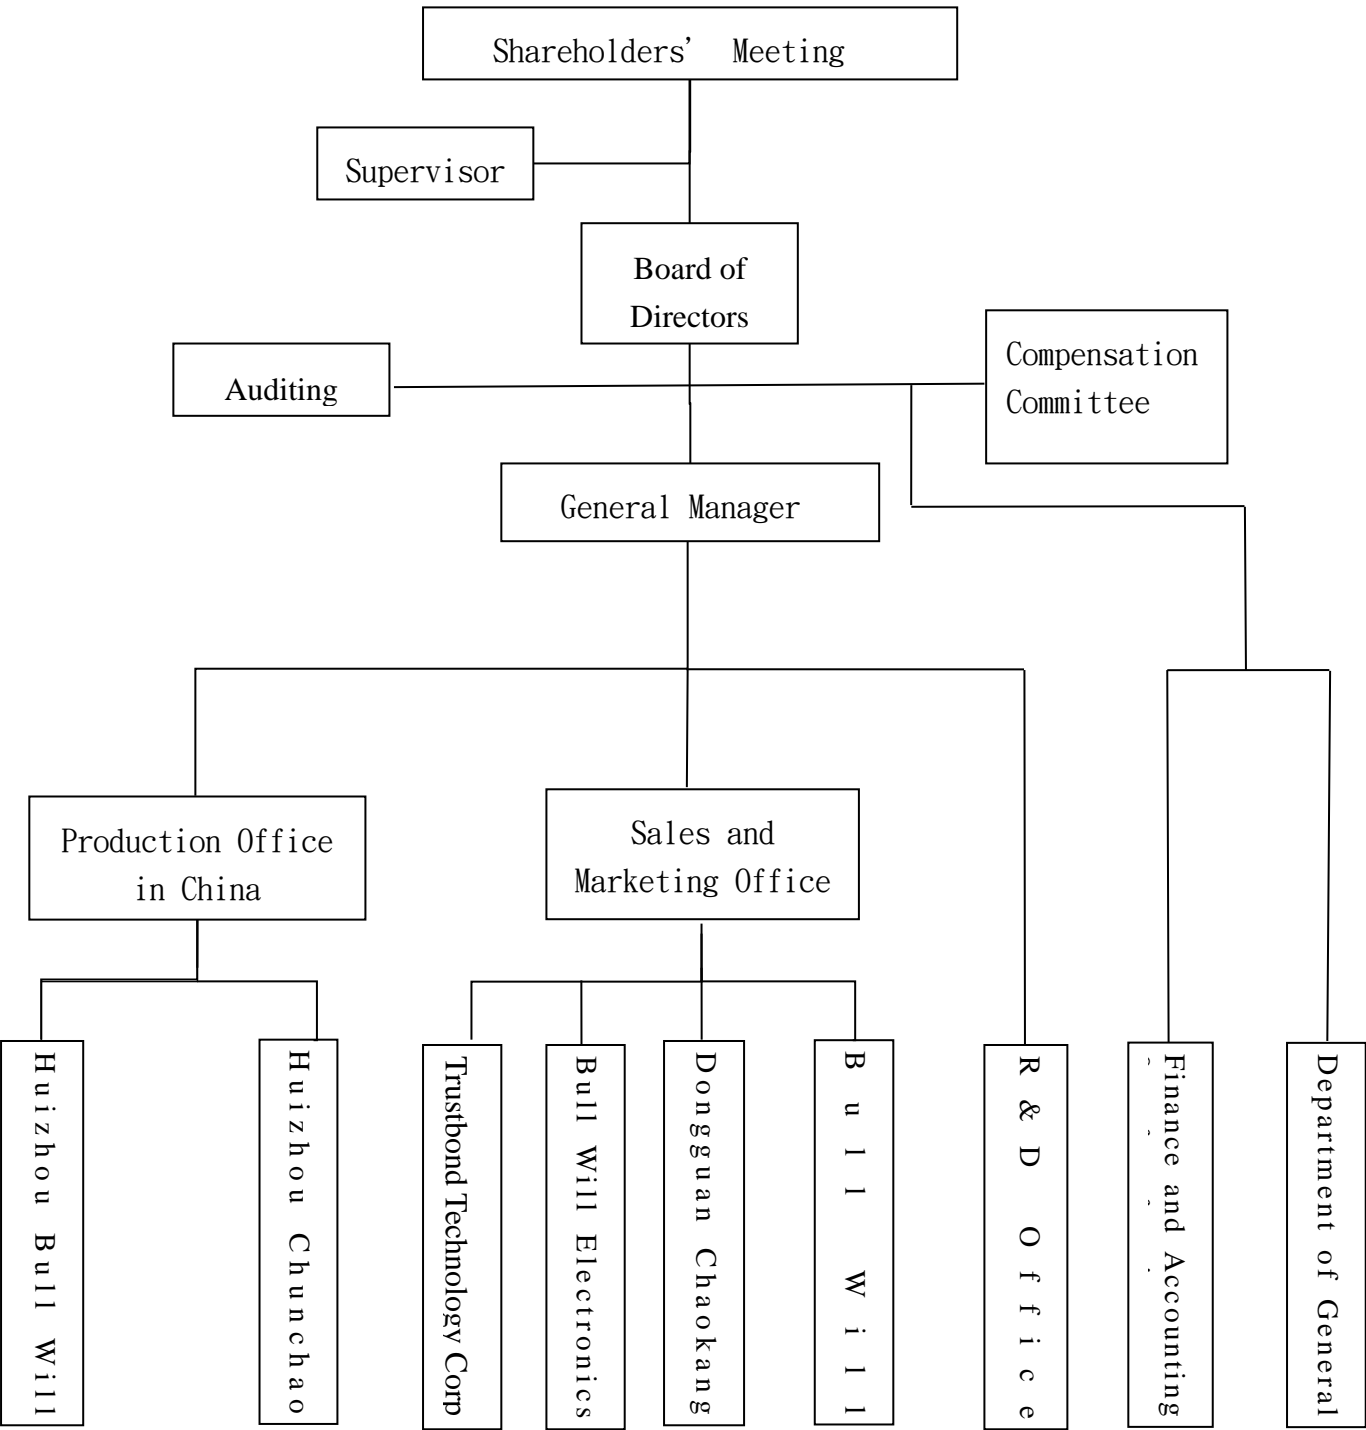 Shareholders’ Meeting
Supervisor
Board of
Directors
Auditing
Compensation
Committee
General Manager
Production Office
in China
Sales and
Marketing Office
Huizhou Bull Will
Huizhou Chunchao
Trustbond Technology Corp
Bull Will Electronics
Dongguan Chaokang
Bull Will
R&D Office
Finance and Accounting
Department of General